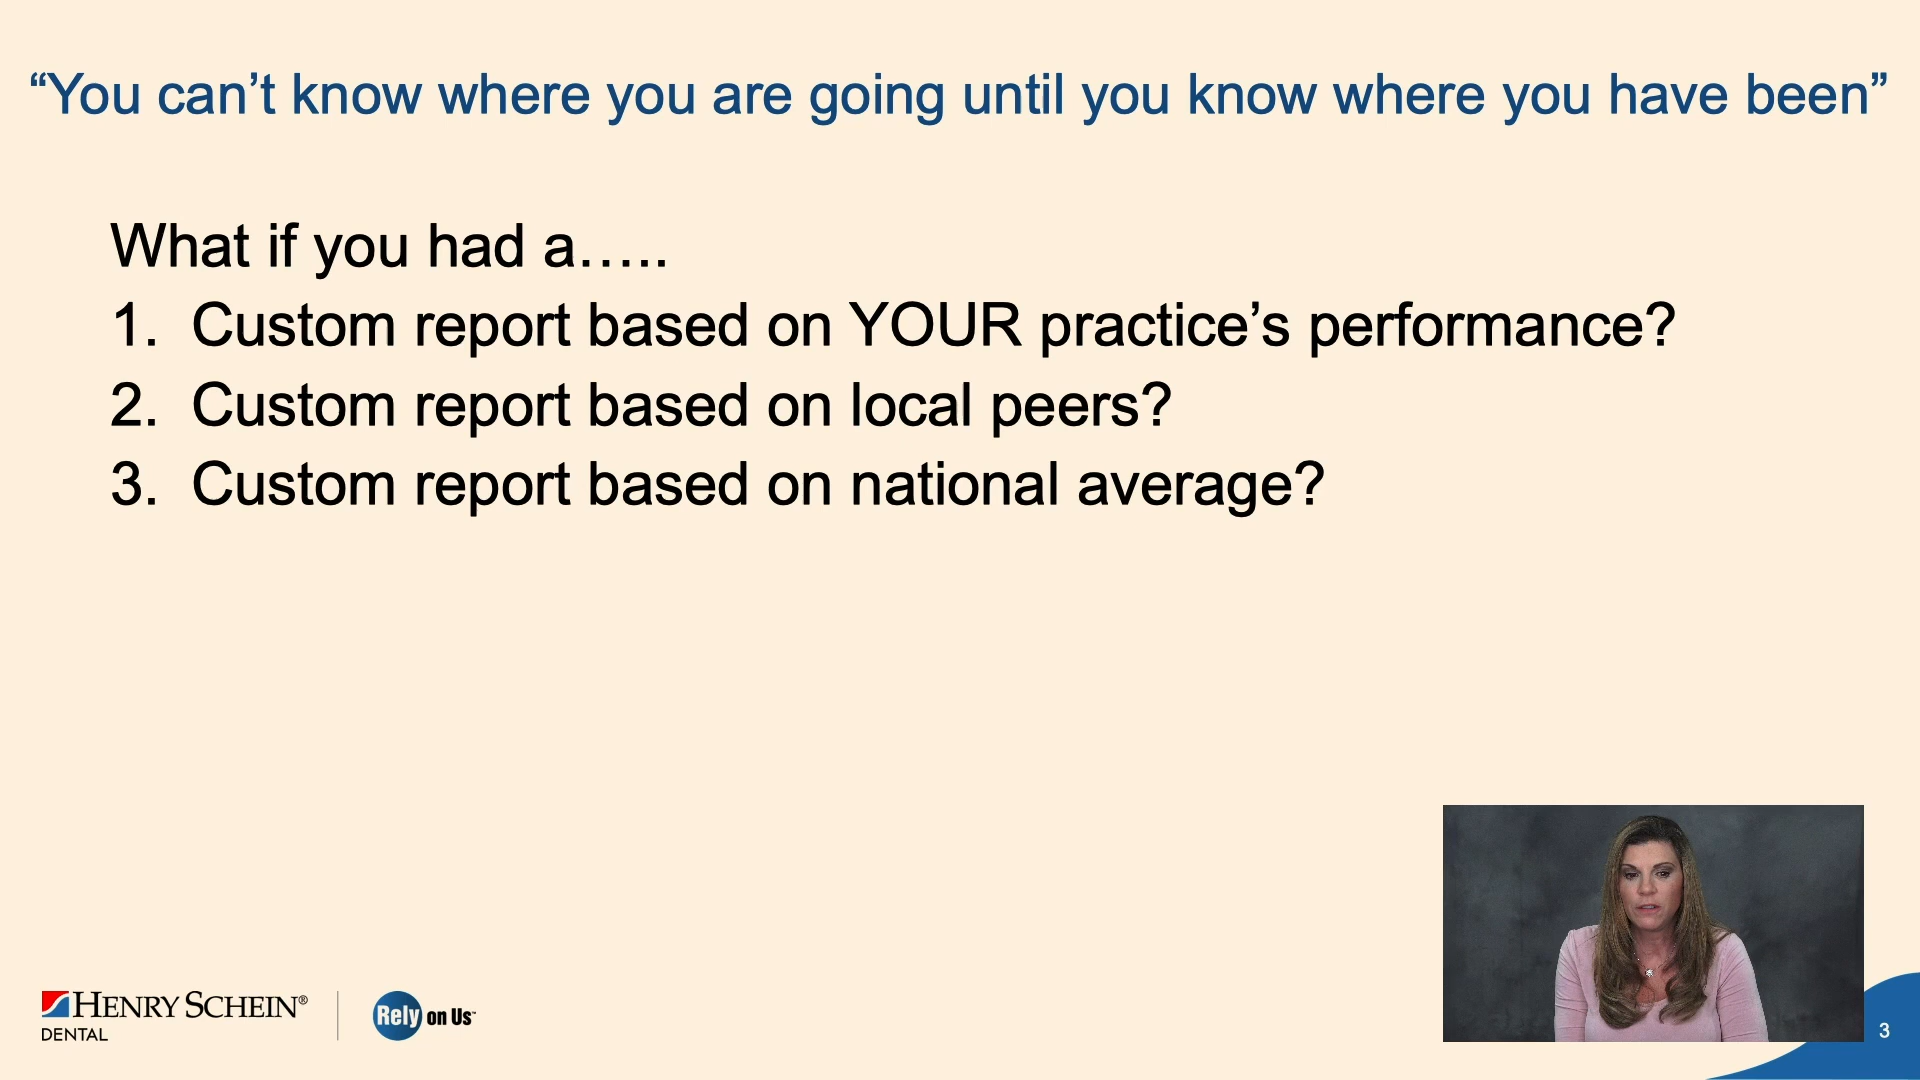 “You can’t know where you are going until you know where you have been”
What if you had a…..
1. Custom report based on YOUR practice’s performance?
2. Custom report based on local peers?
3. Custom report based on national average?
HENRY SCHEIN®
DENTAL
Rely on Us™
3